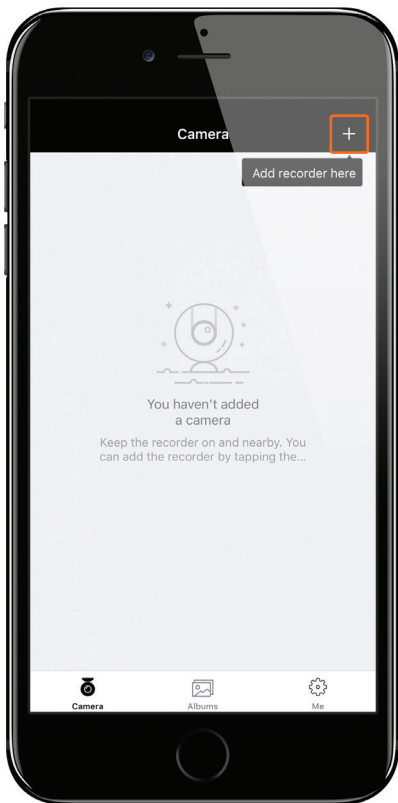 Camera
+
Add recorder here
You haven't added
a camera
Keep the recorder on and nearby. You
can add the recorder by tapping the...
Camera
Albums
Me